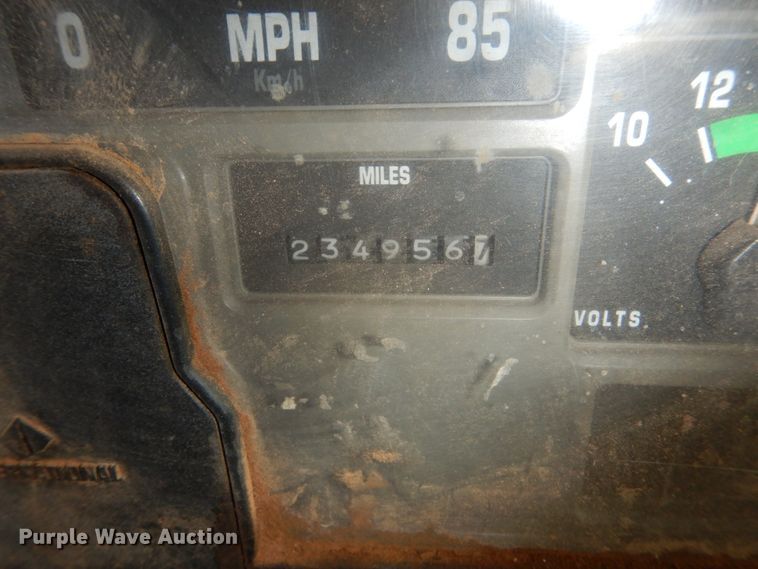 0 MPH 85
Km/h
10 12
MILES
2349567
VOLTS
Purple Wave Auction